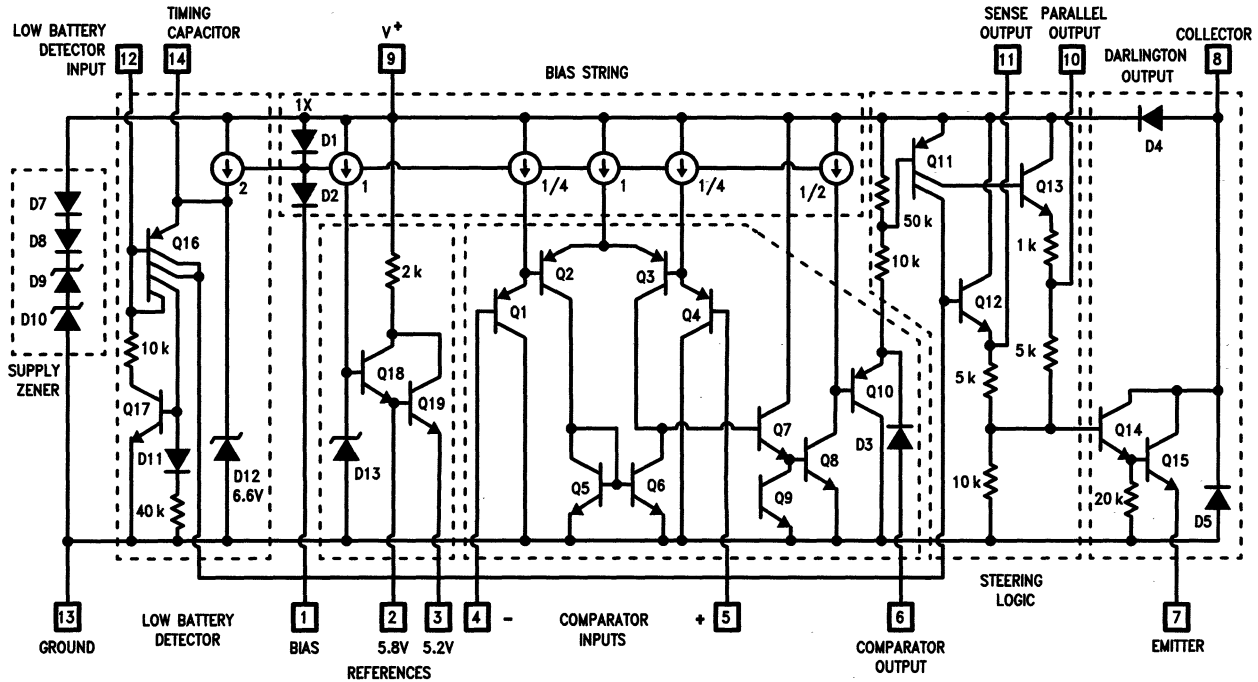 TIMING
CAPACITOR
LOW BATTERY
DETECTOR
INPUT
12
14
V+
9
BIAS STRING
SENSE
OUTPUT
11
PARALLEL
OUTPUT
10
DARLINGTON
OUTPUT
COLLECTOR
8
1X
D1
D2
2
1
1/4
1
1/4
1/2
Q11
Q13
D4
D7
D8
D9
D10
SUPPLY
ZENER
Q16
50 k
10 k
1 k
2 k
Q2
Q3
Q1
Q4
Q12
10 k
5 k
5 k
Q18
Q19
Q10
Q17
D11
40 k
D12
6.6V
D13
Q5
Q6
Q7
Q8
Q9
D3
10 k
Q14
Q15
20 k
D5
13
GROUND
LOW BATTERY
DETECTOR
1
BIAS
2
5.8V
3
5.2V
REFERENCES
4
-
COMPARATOR
INPUTS
+
5
6
COMPARATOR
OUTPUT
STEERING
LOGIC
7
EMITTER